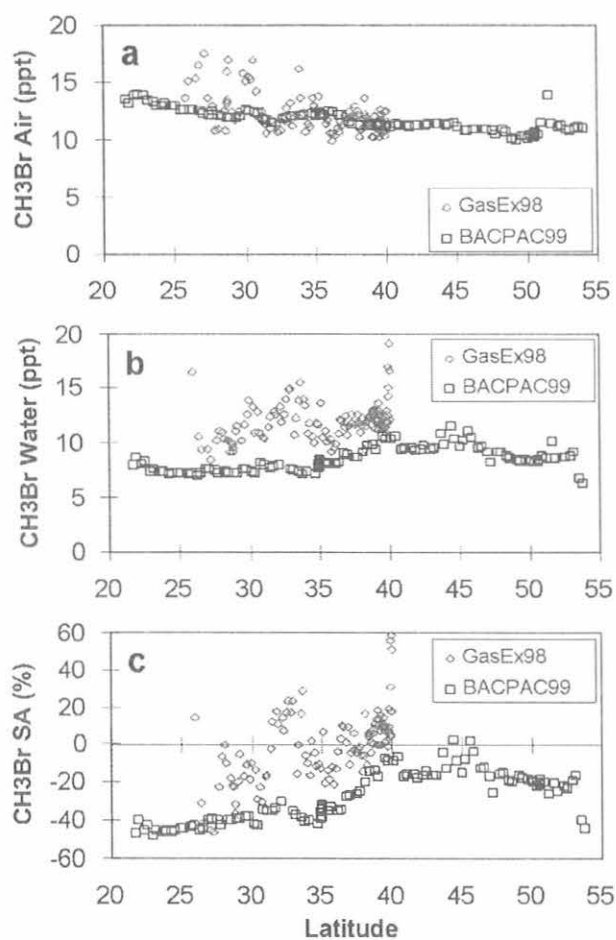 a
CH3Br Air (ppt)
20
15
10
5
0
GasEx98
BACPAC99
20 25 30 35 40 45 50 55
b
CH3Br Water (ppt)
20
15
10
5
0
GasEx98
BACPAC99
20 25 30 35 40 45 50 55
c
CH3Br SA (%)
60
40
20
0
-20
-40
-60
GasEx98
BACPAC99
20 25 30 35 40 45 50 55
Latitude